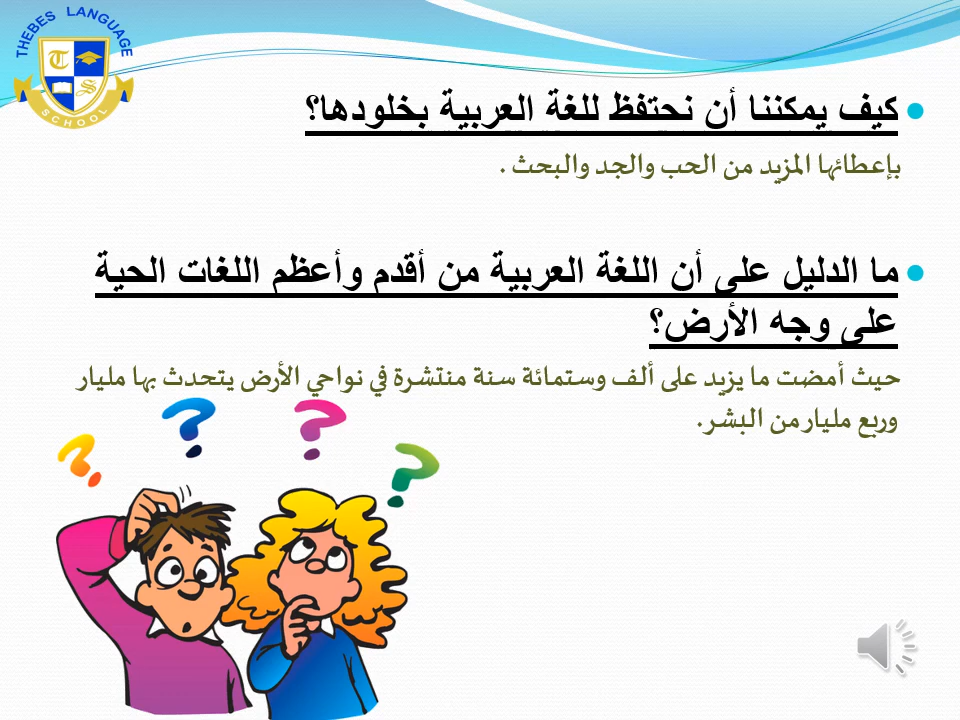 THEBES LANGUAGE
T S
SCHOOL
كيف يمكننا أن نحتفظ للغة العربية بخلودها؟
بإعطائها المزيد من الحب والجد والبحث .
ما الدليل على أن اللغة العربية من أقدم وأعظم اللغات الحية
على وجه الأرض؟
حيث أمضت ما يزيد على ألف وستمائة سنة منتشرة في نواحي الأرض يتحدث بها مليار
وربع مليار من البشر.
? ? ? ?